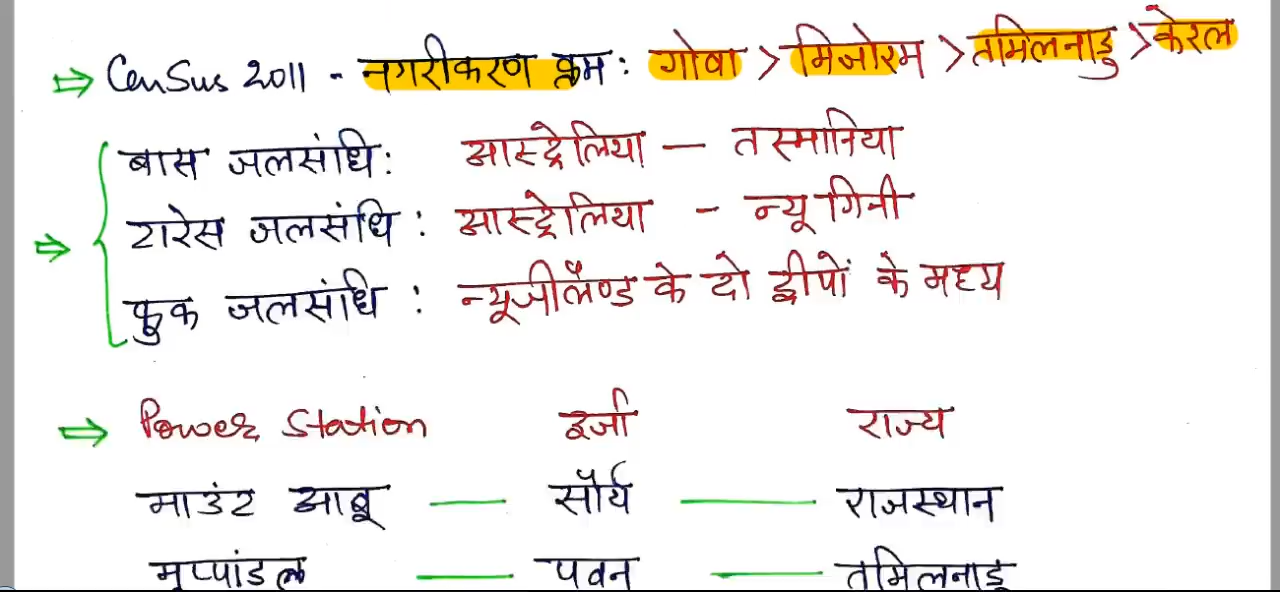 ⇒ Census 2011 - नगरीकरण क्रम : गोवा > मिजोरम > तमिलनाडु > केरल
बास जलसंधि : आस्ट्रेलिया — तस्मानिया
⇒ टारेस जलसंधि : आस्ट्रेलिया - न्यू गिनी
कुक जलसंधि : न्यूजीलैण्ड के दो द्वीपों के मध्य
⇒ Power Station ऊर्जा राज्य
माउंट आबू — सौर्य — राजस्थान
मूप्पांडल — पवन — तमिलनाडू